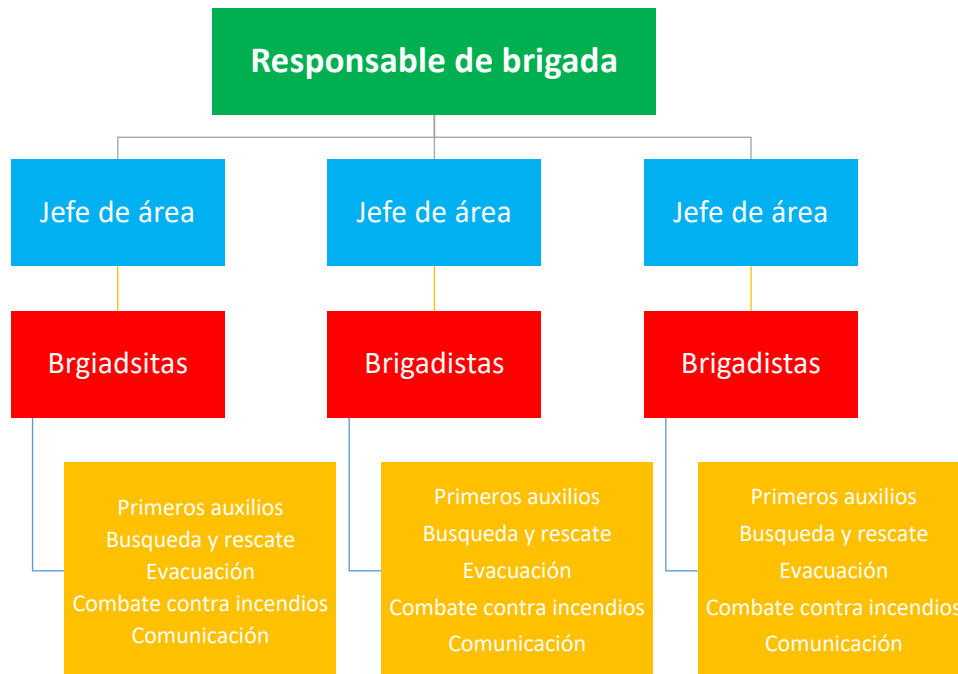 Responsable de brigada
Jefe de área
Jefe de área
Jefe de área
Brgiadsitas
Brigadistas
Brigadistas
Primeros auxilios
Busqueda y rescate
Evacuación
Combate contra incendios
Comunicación
Primeros auxilios
Busqueda y rescate
Evacuación
Combate contra incendios
Comunicación
Primeros auxilios
Busqueda y rescate
Evacuación
Combate contra incendios
Comunicación